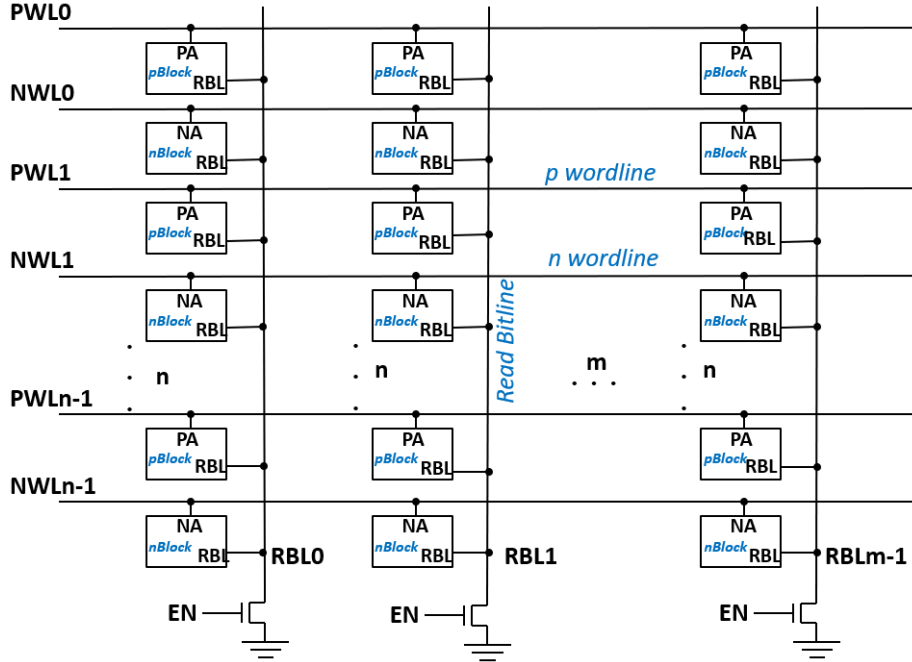 PWL0
PA PA PA
pBlock RBL pBlock RBL pBlock RBL
NWL0
NA NA NA
nBlock RBL nBlock RBL nBlock RBL
PWL1 p wordline
PA PA PA
pBlock RBL pBlock RBL pBlock RBL
NWL1 n wordline
NA NA NA
nBlock RBL nBlock RBL nBlock RBL
Read Bitline
n n m n
PWLn-1
PA PA PA
pBlock RBL pBlock RBL pBlock RBL
NWLn-1
NA NA NA
nBlock RBL RBL0 nBlock RBL RBL1 nBlock RBL RBLm-1
EN EN EN